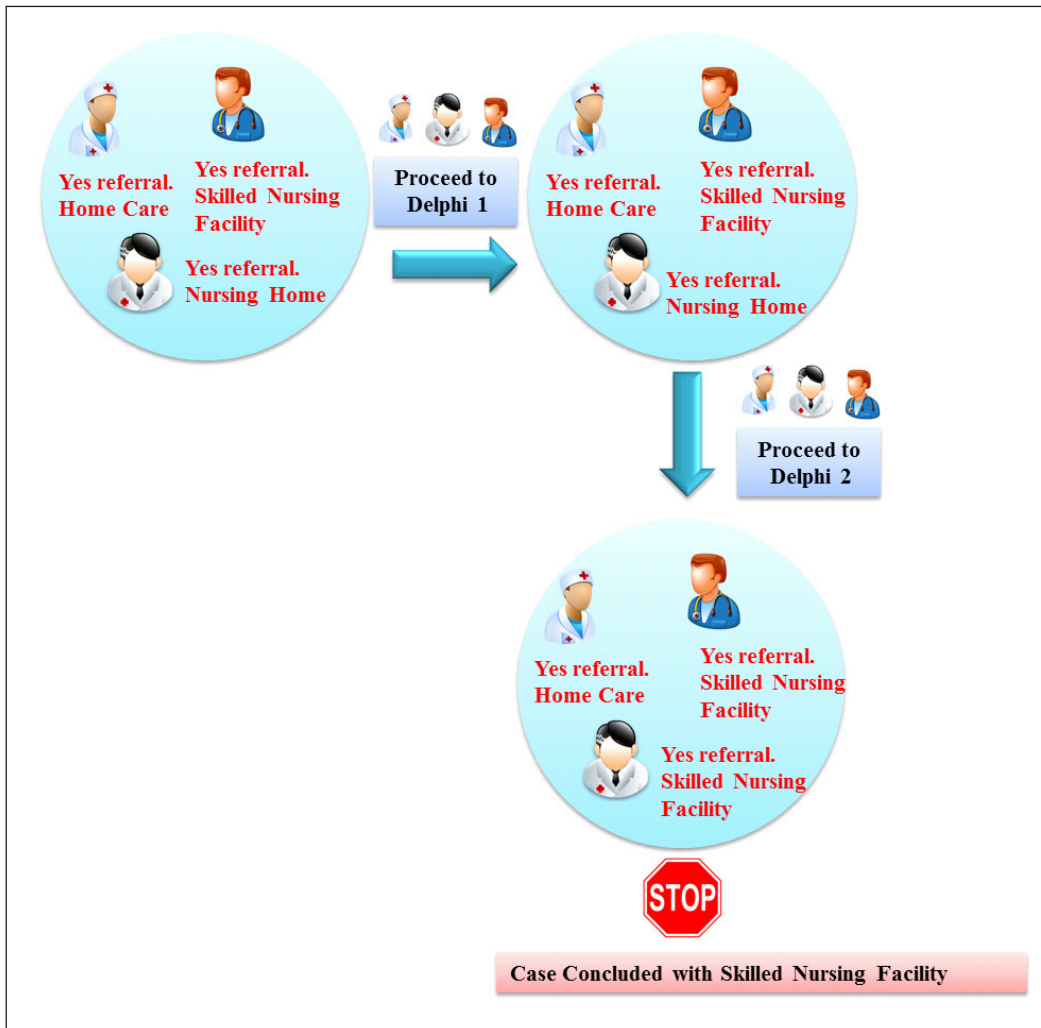 Yes referral.
Home Care
Yes referral.
Skilled Nursing
Facility
Yes referral.
Nursing Home
Proceed to
Delphi 1
Yes referral.
Home Care
Yes referral.
Skilled Nursing
Facility
Yes referral.
Nursing Home
Proceed to
Delphi 2
Yes referral.
Home Care
Yes referral.
Skilled Nursing
Facility
Yes referral.
Skilled Nursing
Facility
STOP
Case Concluded with Skilled Nursing Facility